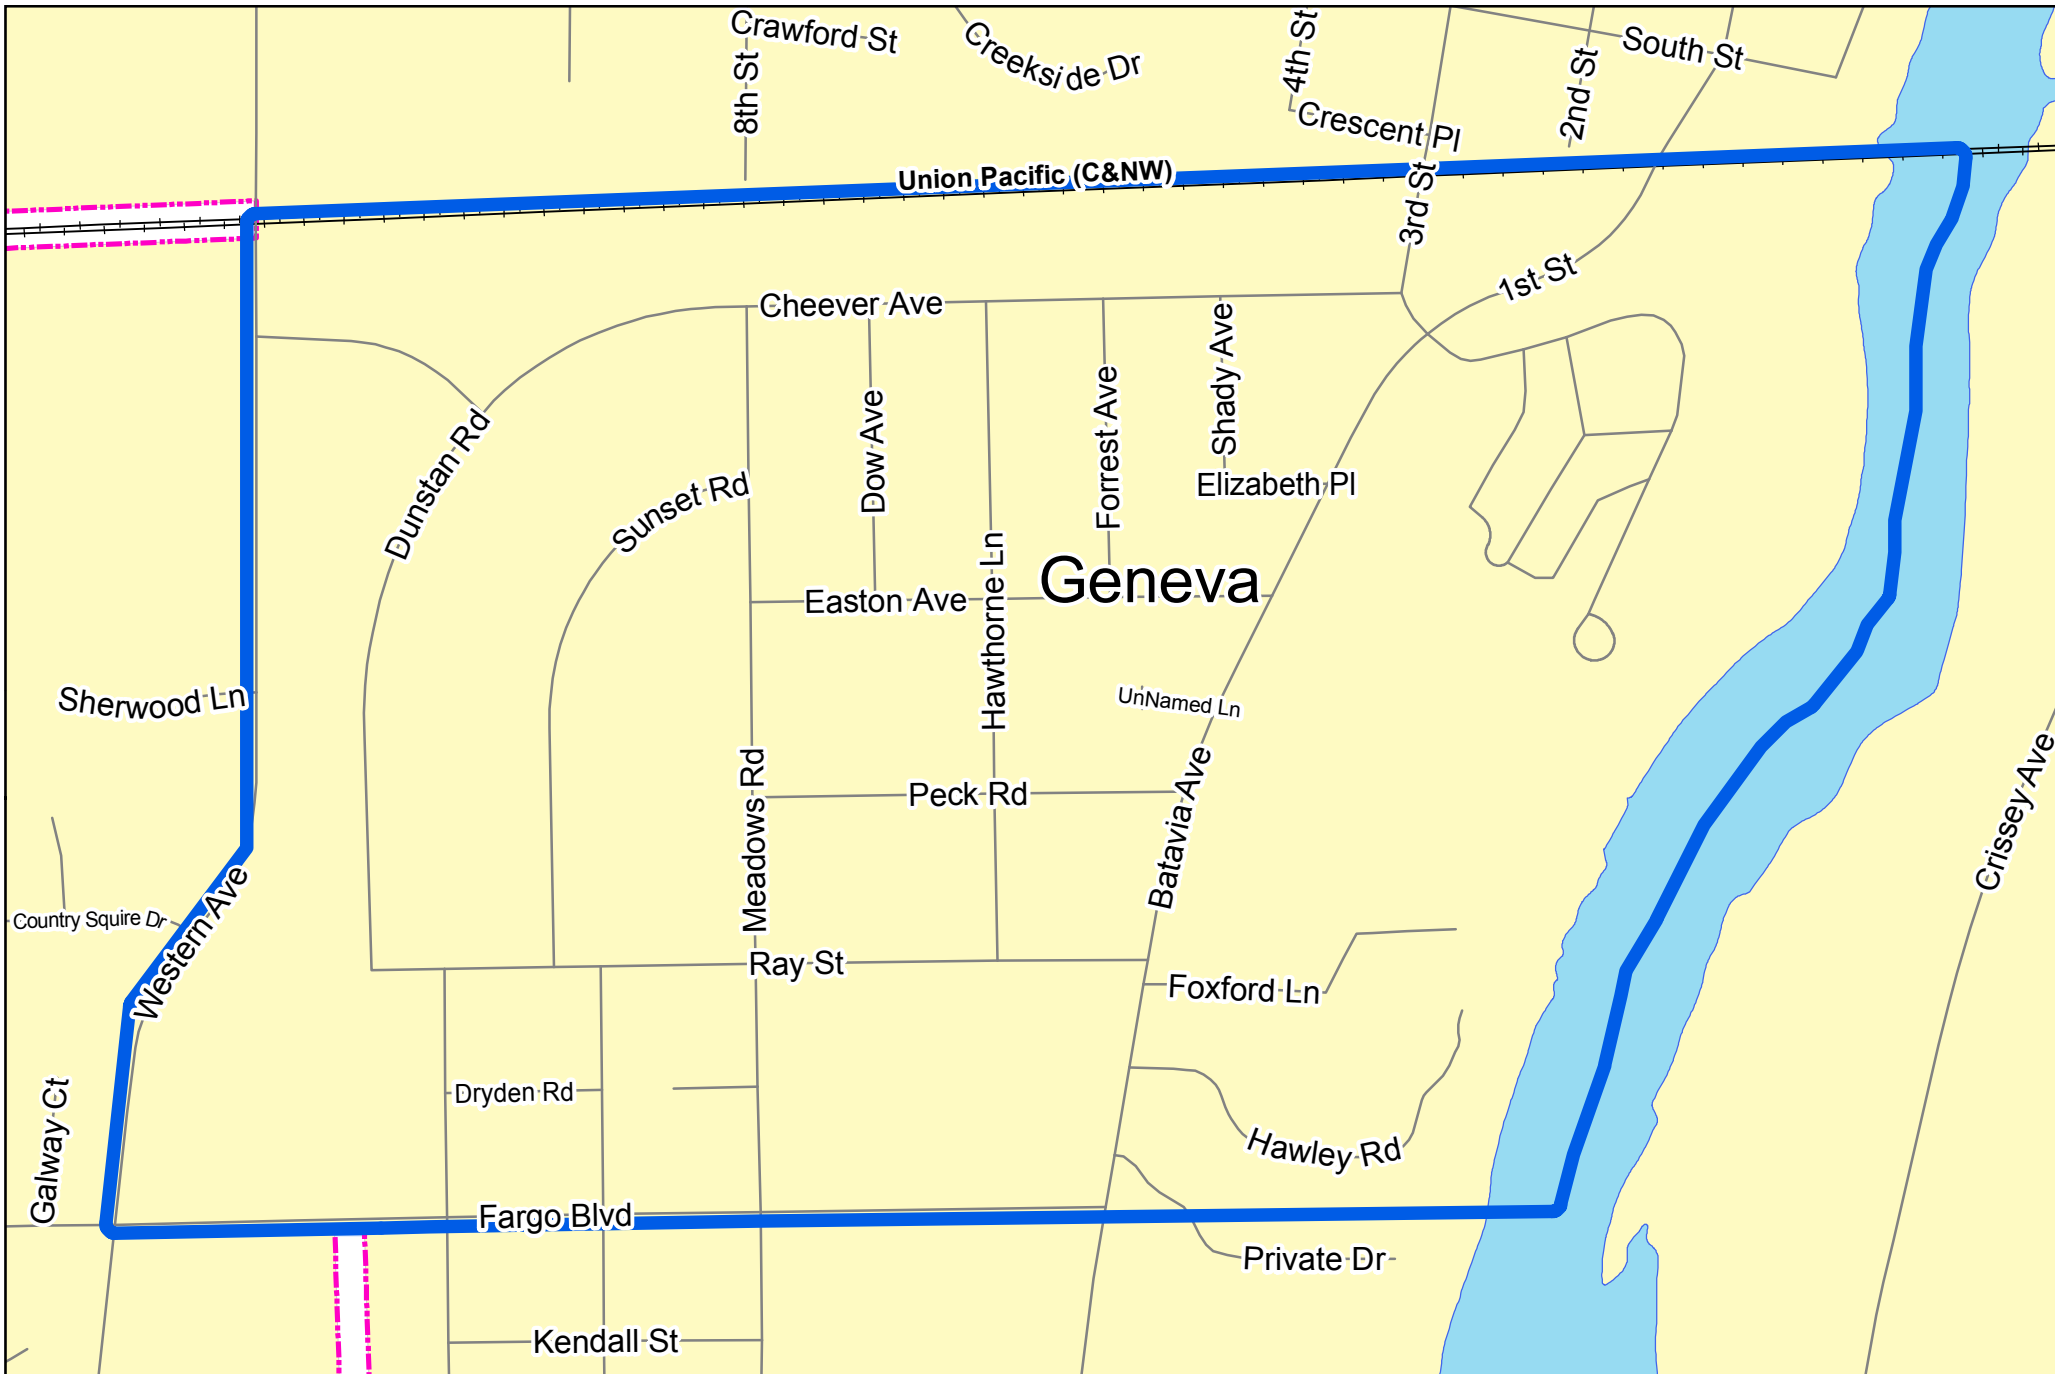 Crawford St
Creekside Dr
4th St
South St
8th St
2nd St
Crescent Pl
Union Pacific (C&NW)
3rd St
1st St
Cheever Ave
Shady Ave
Dunstan Rd
Dow Ave
Forrest Ave
Sunset Rd
Elizabeth Pl
Geneva
Easton Ave
Hawthorne Ln
Sherwood Ln
UnNamed Ln
Meadows Rd
Peck Rd
Batavia Ave
Crissey Ave
Country Squire Dr
Western Ave
Ray St
Foxford Ln
Dryden Rd
Galway Ct
Hawley Rd
Fargo Blvd
Private Dr
Kendall St